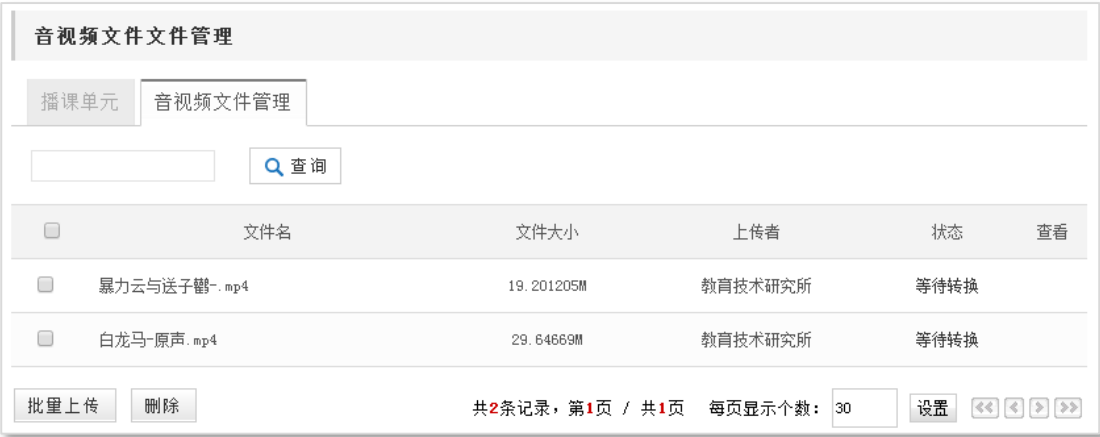 音视频文件文件管理
播课单元 音视频文件管理
查询
文件名 文件大小 上传者 状态 查看
暴力云与送子鹳-.mp4 19.201205M 教育技术研究所 等待转换
白龙马-原声.mp4 29.64669M 教育技术研究所 等待转换
批量上传 删除 共2条记录，第1页 / 共1页 每页显示个数： 30 设置